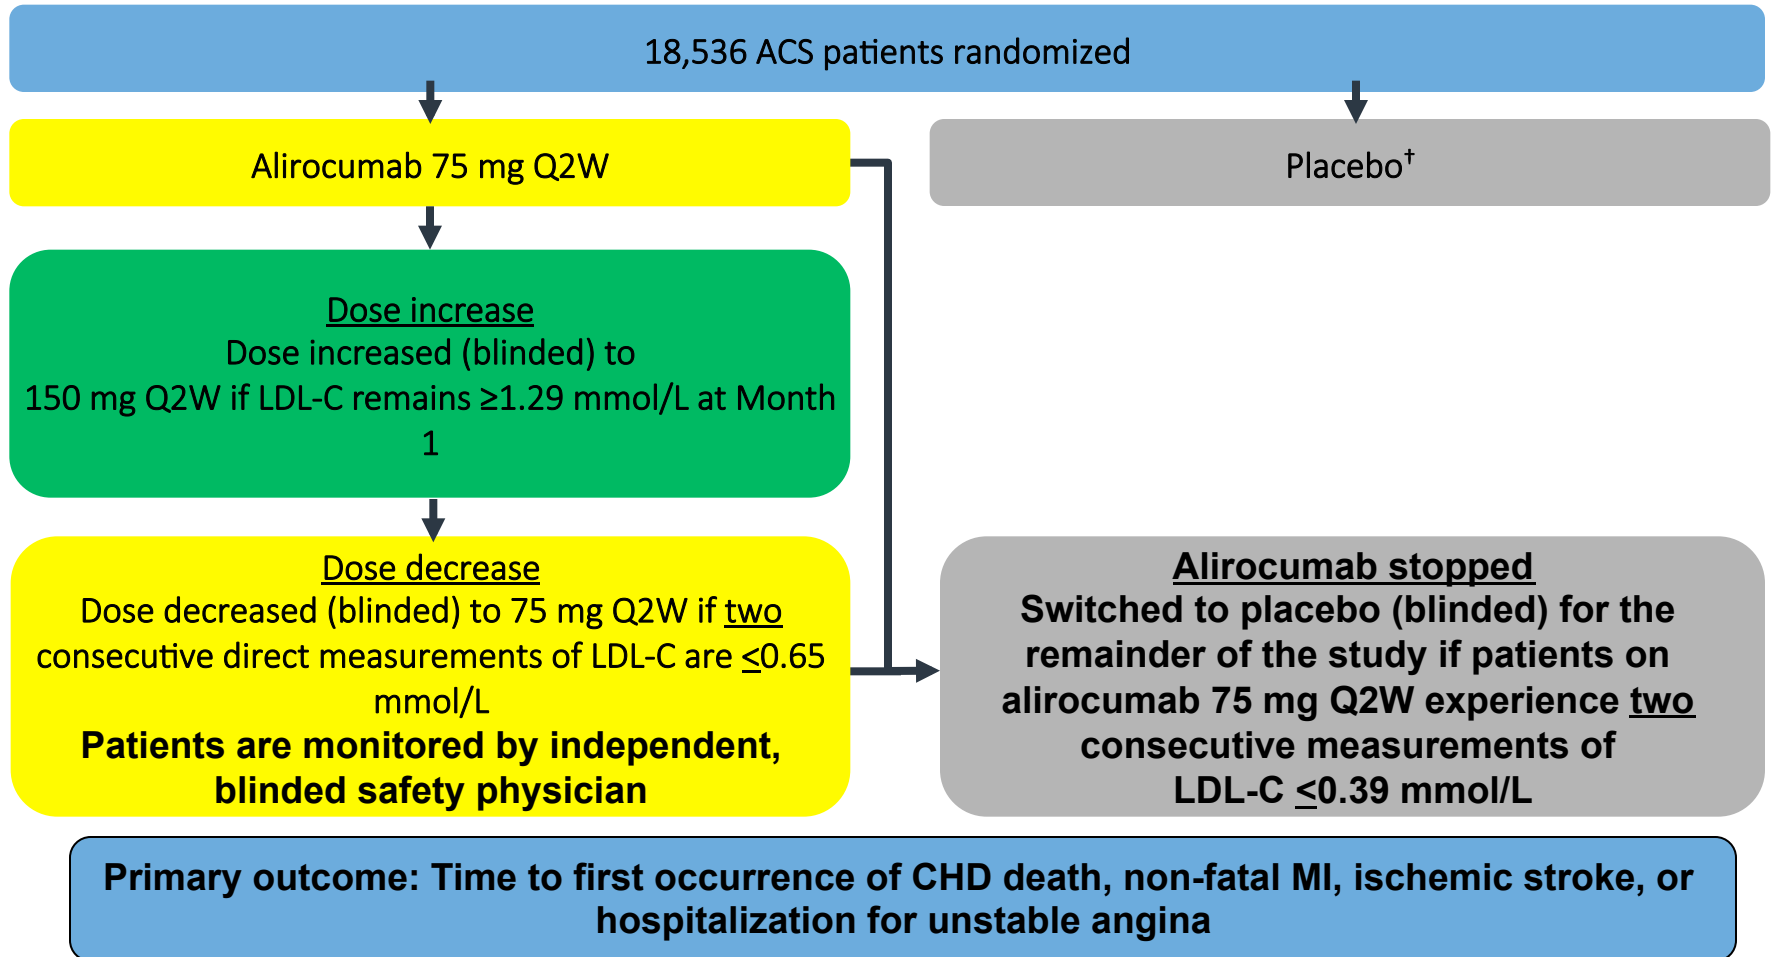 18,536 ACS patients randomized
Alirocumab 75 mg Q2W
Placebo†
Dose increase
Dose increased (blinded) to
150 mg Q2W if LDL-C remains ≥1.29 mmol/L at Month
1
Dose decrease
Dose decreased (blinded) to 75 mg Q2W if two
consecutive direct measurements of LDL-C are <0.65
mmol/L
Patients are monitored by independent,
blinded safety physician
Alirocumab stopped
Switched to placebo (blinded) for the
remainder of the study if patients on
alirocumab 75 mg Q2W experience two
consecutive measurements of
LDL-C <0.39 mmol/L
Primary outcome: Time to first occurrence of CHD death, non-fatal MI, ischemic stroke, or
hospitalization for unstable angina